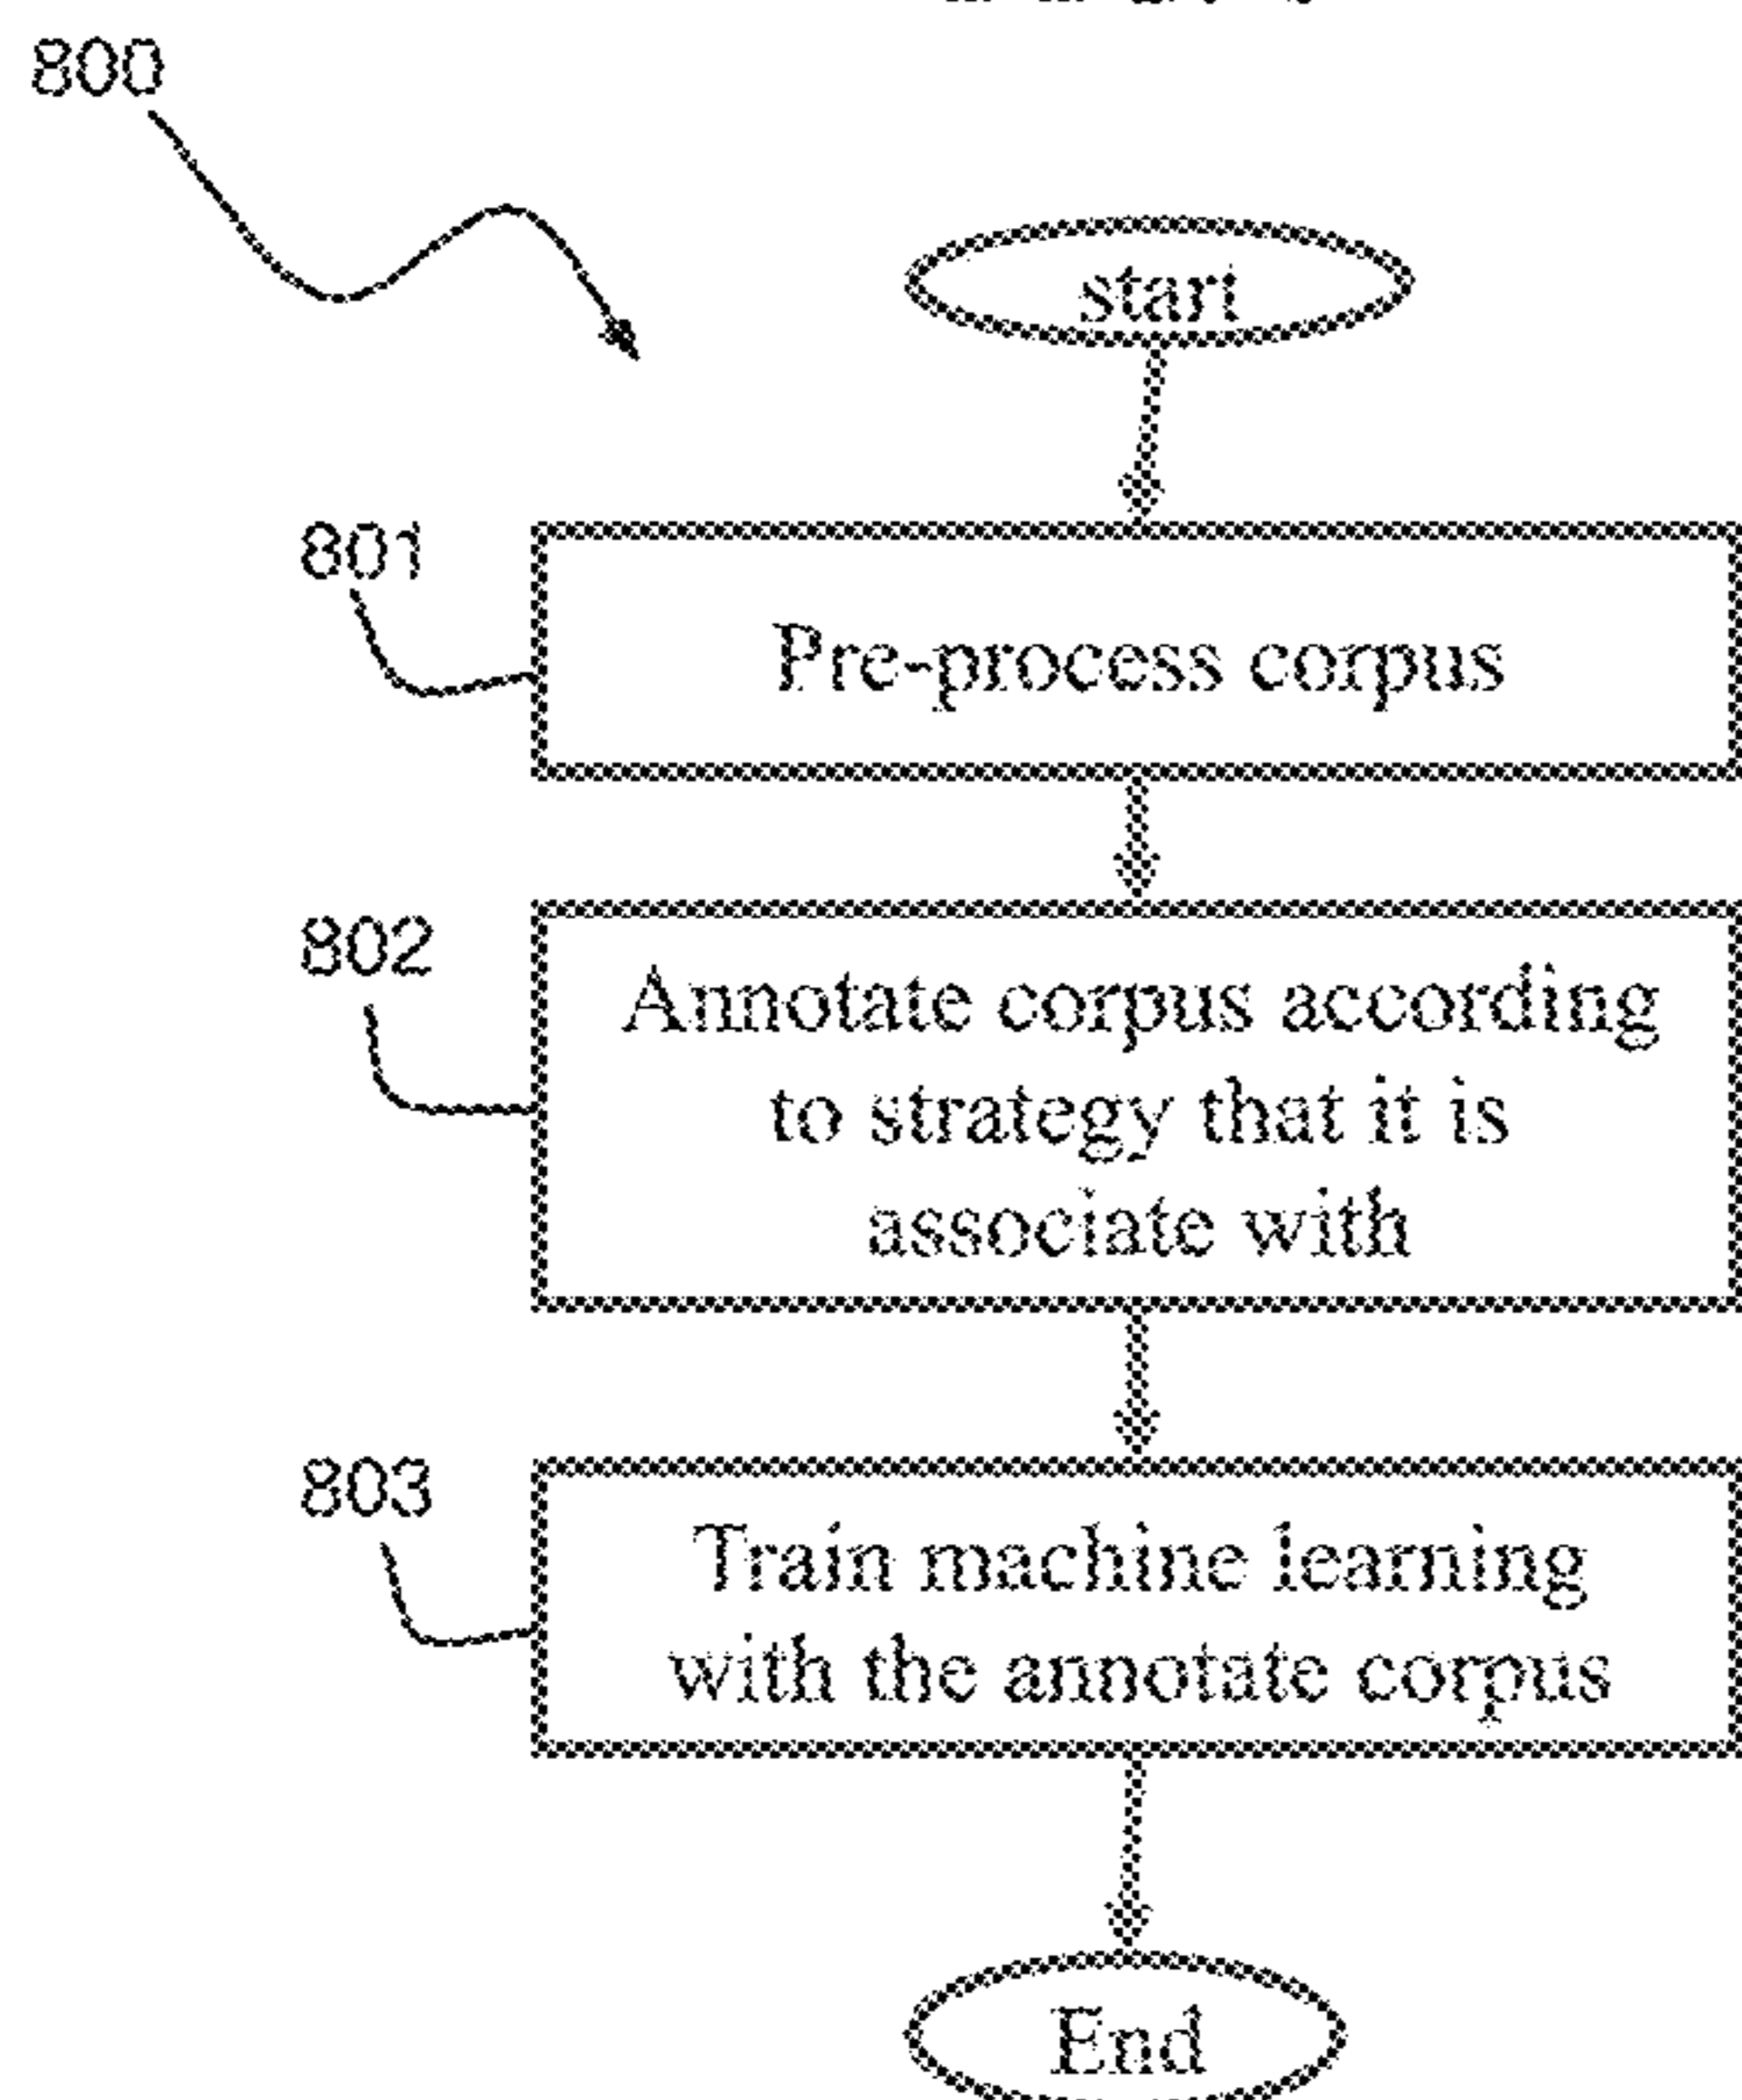 800
start
801
Pre-process corpus
802
Annotate corpus according
to strategy that it is
associate with
803
Train machine learning
with the annotate corpus
End